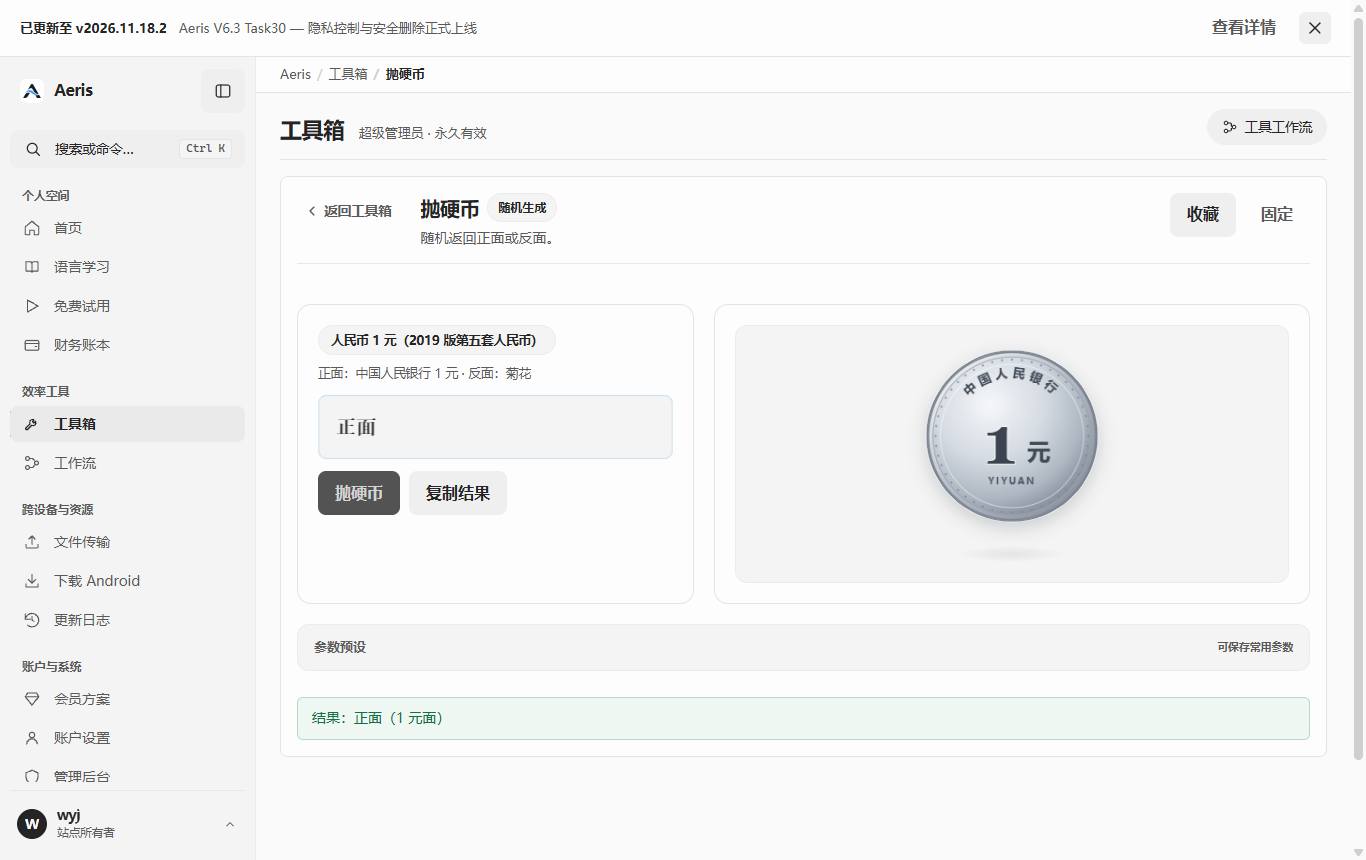 已更新至 v2026.11.18.2 Aeris V6.3 Task30 — 隐私控制与安全删除正式上线
查看详情
Aeris
搜索或命令... Ctrl K
个人空间
首页
语言学习
免费试用
财务账本
效率工具
工具箱
工作流
跨设备与资源
文件传输
下载 Android
更新日志
账户与系统
会员方案
账户设置
管理后台
W
wyj
站点所有者
Aeris / 工具箱 / 抛硬币
工具箱 超级管理员 · 永久有效
工具工作流
返回工具箱
抛硬币 随机生成
随机返回正面或反面。
收藏 固定
人民币 1 元（2019 版第五套人民币）
正面：中国人民银行 1 元 · 反面：菊花
正面
抛硬币 复制结果
中国人民银行
1 元
YIYUAN
参数预设 可保存常用参数
结果：正面（1 元面）